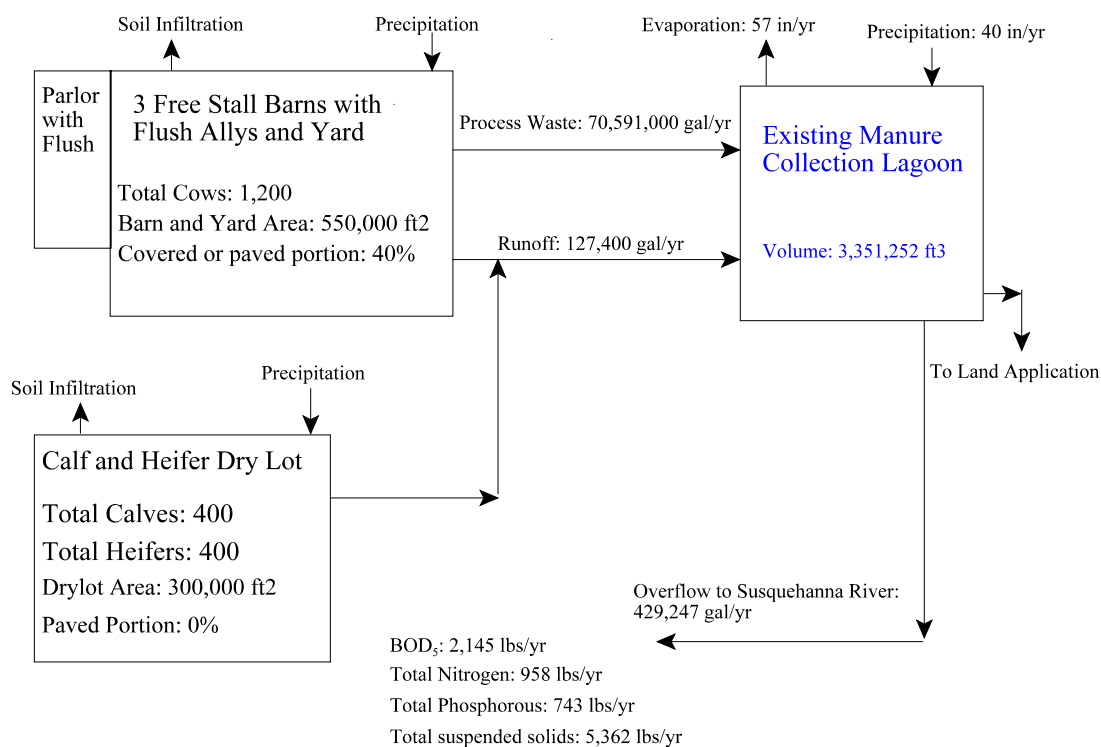 Soil Infiltration
Precipitation
Evaporation: 57 in/yr
Precipitation: 40 in/yr
Parlor
with
Flush
3 Free Stall Barns with
Flush Allys and Yard
Total Cows: 1,200
Barn and Yard Area: 550,000 ft2
Covered or paved portion: 40%
Process Waste: 70,591,000 gal/yr
Runoff: 127,400 gal/yr
Existing Manure
Collection Lagoon
Volume: 3,351,252 ft3
To Land Application
Soil Infiltration
Precipitation
Calf and Heifer Dry Lot
Total Calves: 400
Total Heifers: 400
Drylot Area: 300,000 ft2
Paved Portion: 0%
Overflow to Susquehanna River:
429,247 gal/yr
BOD₅: 2,145 lbs/yr
Total Nitrogen: 958 lbs/yr
Total Phosphorous: 743 lbs/yr
Total suspended solids: 5,362 lbs/yr